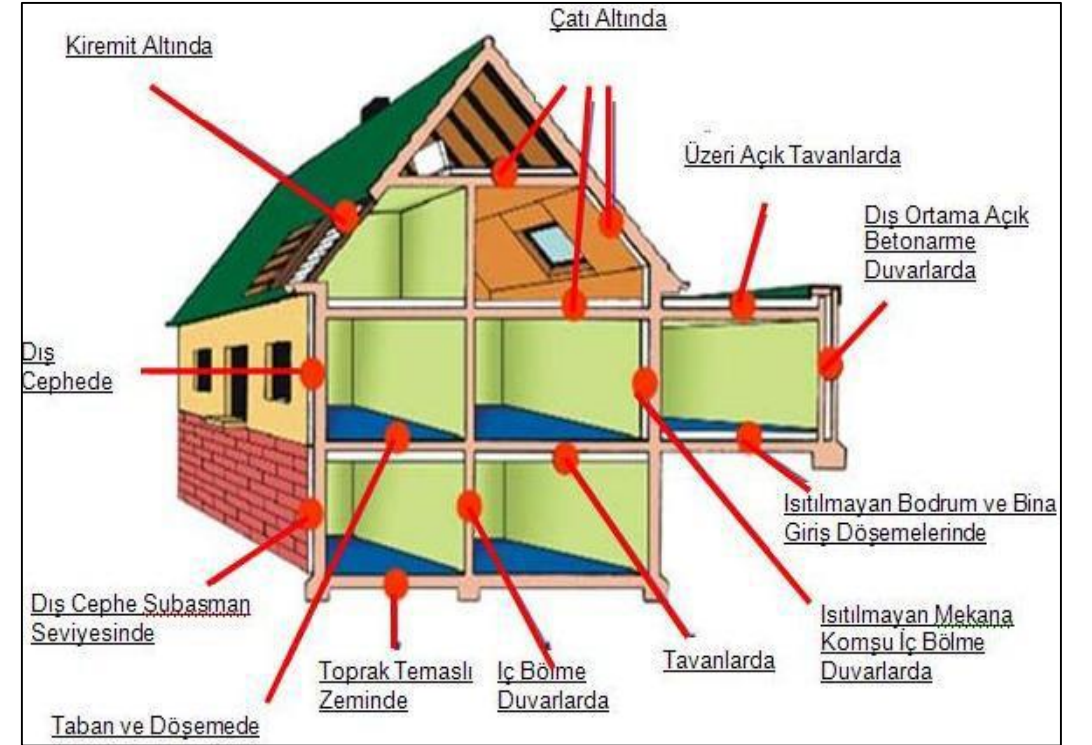 Çatı Altında
Kiremit Altında
Üzeri Açık Tavanlarda
Dış Ortama Açık
Betonarme
Duvarlarda
Dış
Cephede
Isıtılmayan Bodrum ve Bina
Giriş Döşemelerinde
Dış Cephe Subasman
Seviyesinde
Isıtılmayan Mekana
Komşu İç Bölme
Duvarlarda
Toprak Temaslı
Zeminde
Iç Bölme
Duvarlarda
Tavanlarda
Taban ve Döşemede